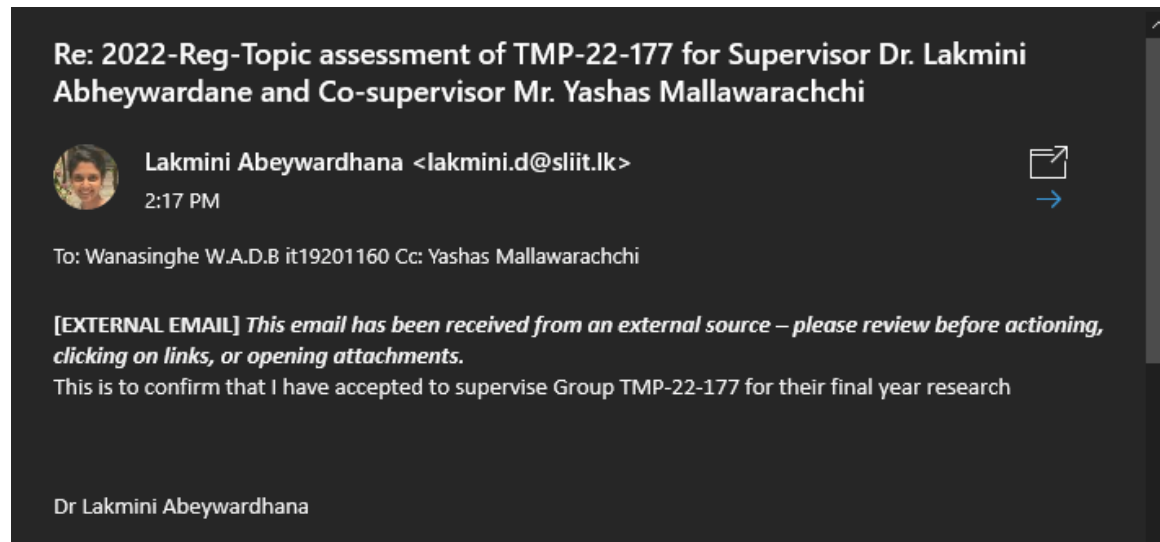 Re: 2022-Reg-Topic assessment of TMP-22-177 for Supervisor Dr. Lakmini
Abheywardane and Co-supervisor Mr. Yashas Mallawarachchi
Lakmini Abeywardhana <lakmini.d@sliit.lk>
2:17 PM
To: Wanasinghe W.A.D.B it19201160 Cc: Yashas Mallawarachchi
[EXTERNAL EMAIL] This email has been received from an external source – please review before actioning,
clicking on links, or opening attachments.
This is to confirm that I have accepted to supervise Group TMP-22-177 for their final year research
Dr Lakmini Abeywardhana